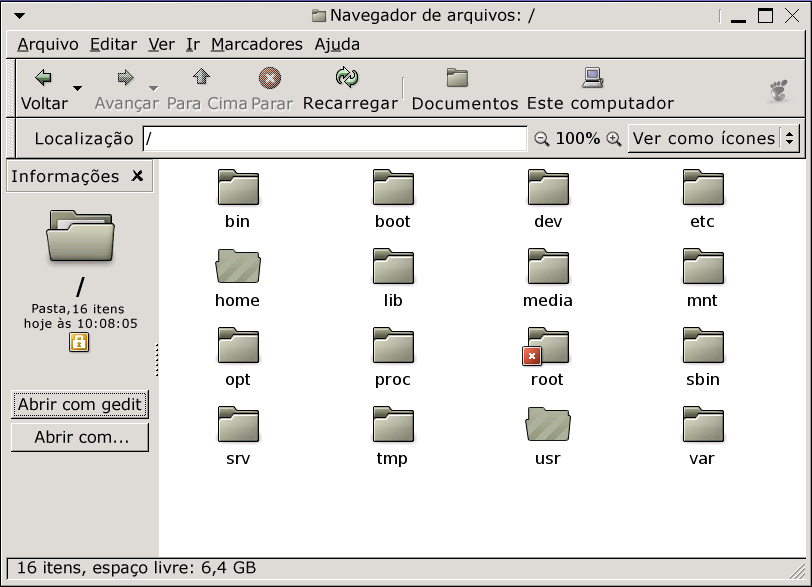 Navegador de arquivos: /
Arquivo Editar Ver Ir Marcadores Ajuda
Voltar Avançar Para Cima Parar Recarregar Documentos Este computador
Localização / 100% Ver como ícones
Informações
bin boot dev etc
/
home lib media mnt
Pasta,16 itens
hoje às 10:08:05
opt proc root sbin
Abrir com gedit
Abrir com...
srv tmp usr var
16 itens, espaço livre: 6,4 GB